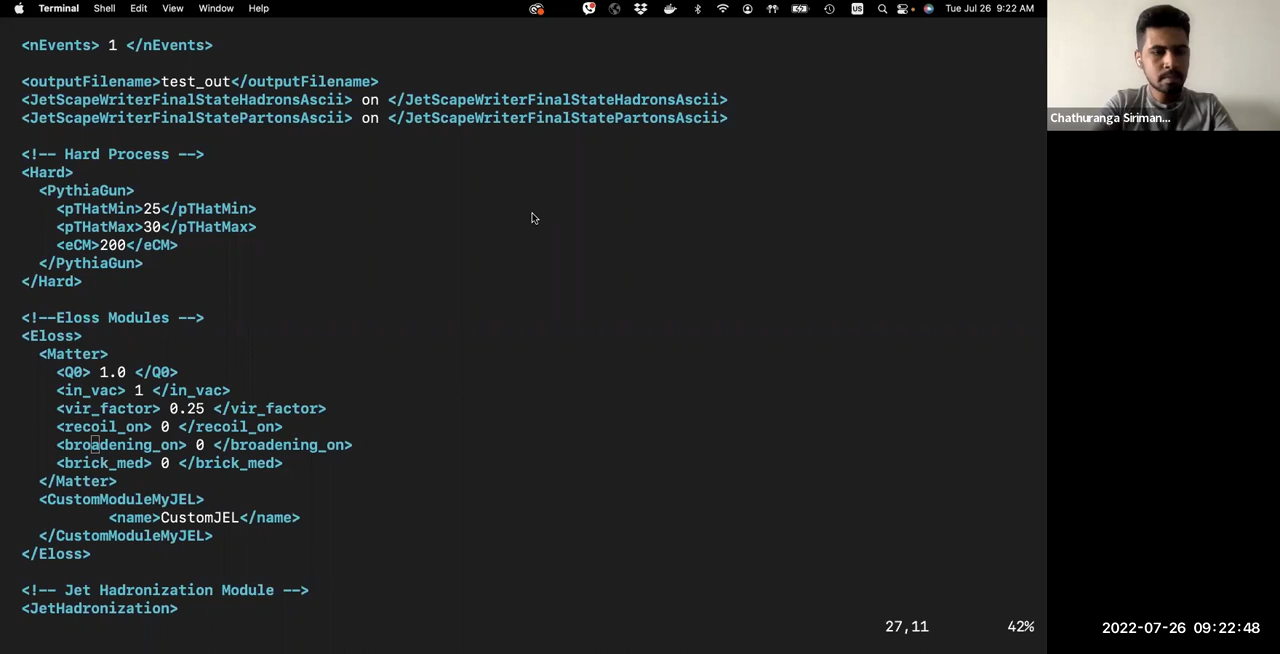 Terminal Shell Edit View Window Help US Tue Jul 26 9:22 AM
<nEvents> 1 </nEvents>
<outputFilename>test_out</outputFilename>
<JetScapeWriterFinalStateHadronsAscii> on </JetScapeWriterFinalStateHadronsAscii>
<JetScapeWriterFinalStatePartonsAscii> on </JetScapeWriterFinalStatePartonsAscii>
<!-- Hard Process -->
<Hard>
<PythiaGun>
<pTHatMin>25</pTHatMin>
<pTHatMax>30</pTHatMax>
<eCM>200</eCM>
</PythiaGun>
</Hard>
<!--Eloss Modules -->
<Eloss>
<Matter>
<Q0> 1.0 </Q0>
<in_vac> 1 </in_vac>
<vir_factor> 0.25 </vir_factor>
<recoil_on> 0 </recoil_on>
<broadening_on> 0 </broadening_on>
<brick_med> 0 </brick_med>
</Matter>
<CustomModuleMyJEL>
<name>CustomJEL</name>
</CustomModuleMyJEL>
</Eloss>
<!-- Jet Hadronization Module -->
<JetHadronization>
27,11 42%
Chathuranga Siriman...
2022-07-26 09:22:48